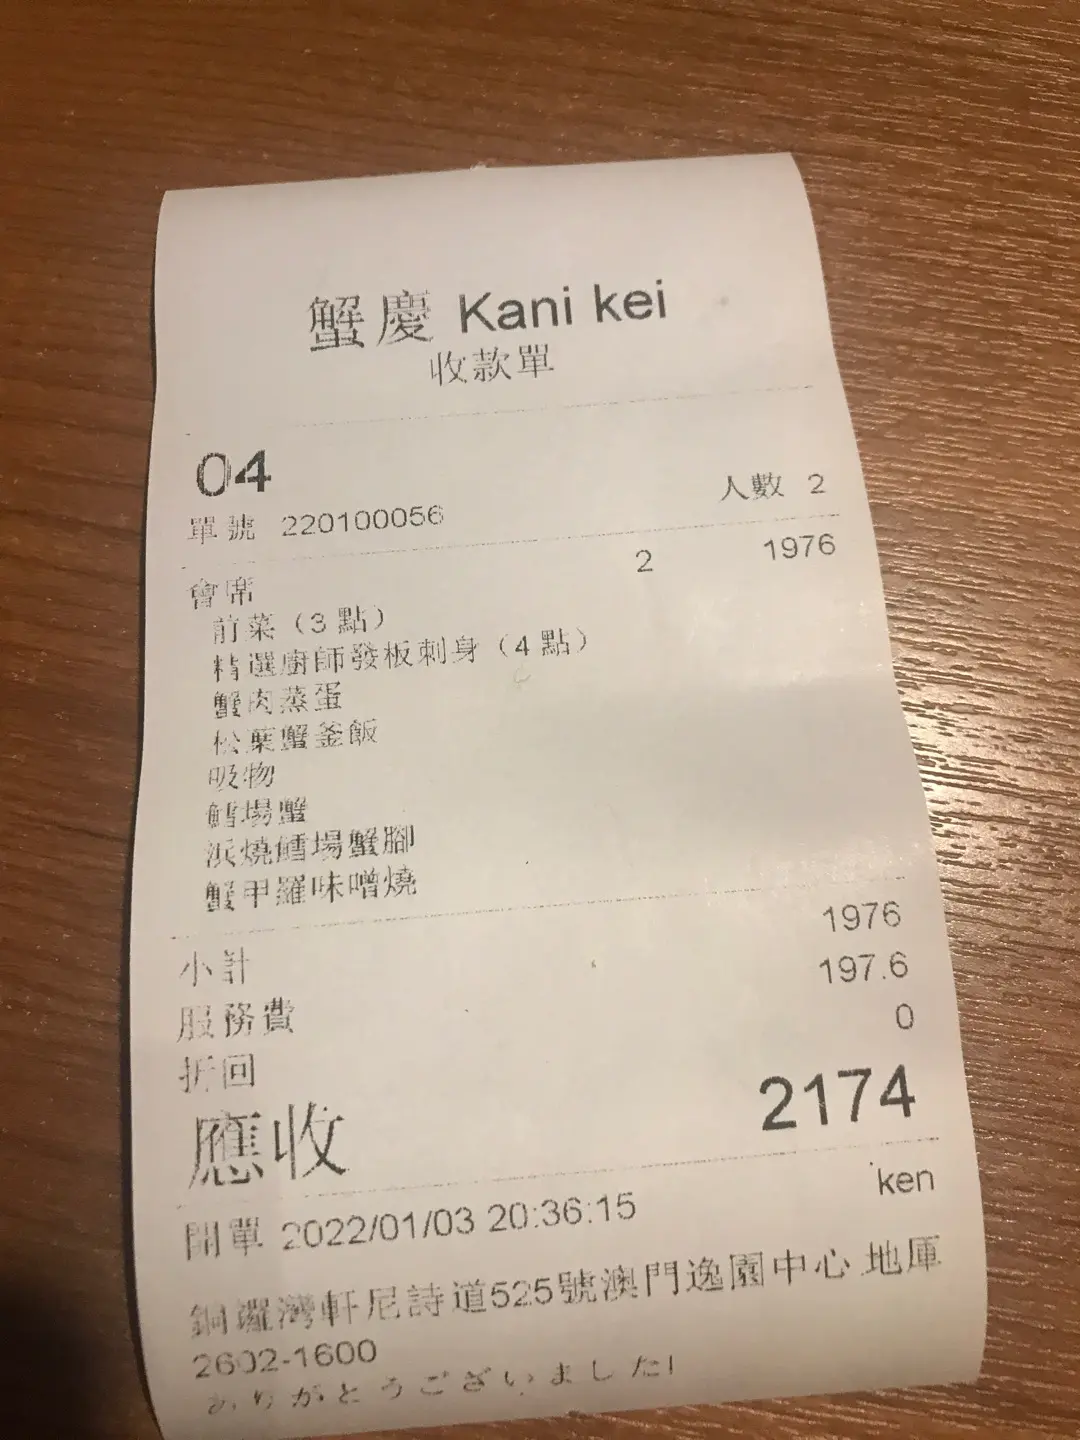 蟹慶 Kani kei
收款單
04
單號 220100056 人數 2
會席 2 1976
前菜（3 點）
精選廚師發板刺身（4 點）
蟹肉蒸蛋
松葉蟹釜飯
吸物
鱈場蟹
浜燒鱈場蟹腳
蟹甲羅味噌燒
小計 1976
服務費 197.6
折回 0
應收 2174
開單 2022/01/03 20:36:15 ken
銅鑼灣軒尼詩道525號澳門逸園中心 地庫
2602-1600
ありがとうございました!